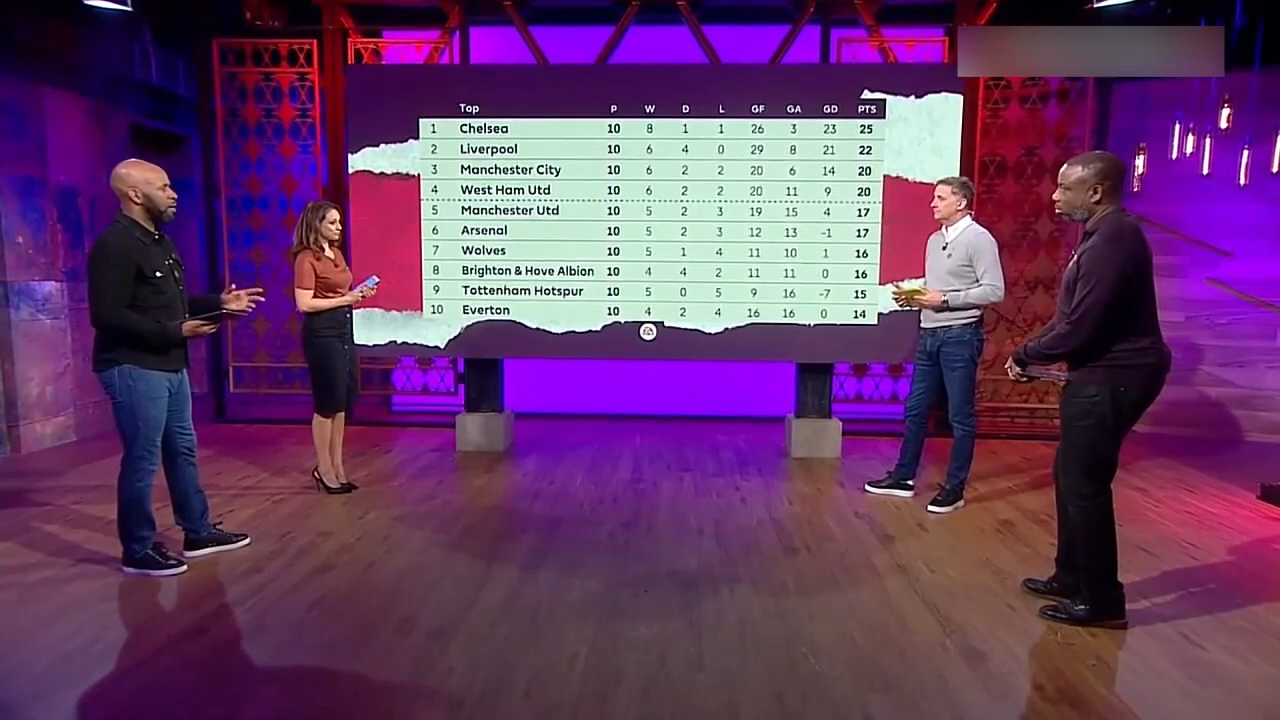 Top P W D L GF GA GD PTS
1 Chelsea 10 8 1 1 26 3 23 25
2 Liverpool 10 6 4 0 29 8 21 22
3 Manchester City 10 6 2 2 20 6 14 20
4 West Ham Utd 10 6 2 2 20 11 9 20
5 Manchester Utd 10 5 2 3 19 15 4 17
6 Arsenal 10 5 2 3 12 13 -1 17
7 Wolves 10 5 1 4 11 10 1 16
8 Brighton & Hove Albion 10 4 4 2 11 11 0 16
9 Tottenham Hotspur 10 5 0 5 9 16 -7 15
10 Everton 10 4 2 4 16 16 0 14
EA